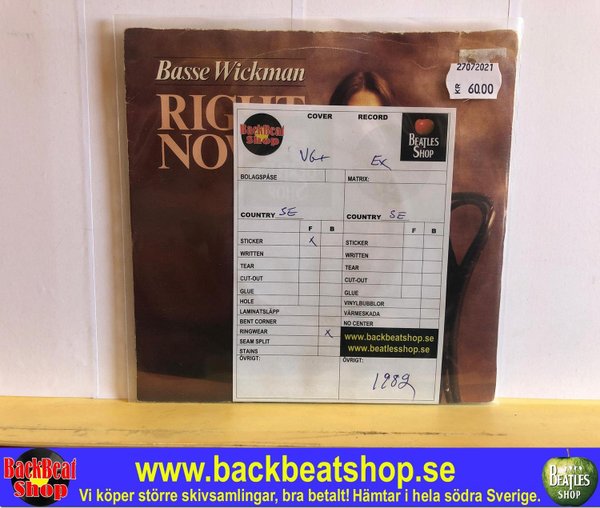 Basse Wickman
RIGHT
NOW
27072021
KR 60.00
COVER RECORD
BackBeat
Shop
BEATLES
SHOP
VG+ Ex
BOLAGSPÅSE MATRIX:
COUNTRY SE COUNTRY SE
F B F B
STICKER X STICKER
WRITTEN WRITTEN
TEAR TEAR
CUT-OUT CUT-OUT
GLUE GLUE
HOLE VINYLBUBBLOR
LAMINATSLÄPP VÄRMESKADA
BENT CORNER NO CENTER
RINGWEAR X
SEAM SPLIT
STAINS
www.backbeatshop.se
www.beatlesshop.se
ÖVRIGT: ÖVRIGT:
1982
BackBeat
Shop
www.backbeatshop.se
Vi köper större skivsamlingar, bra betalt! Hämtar i hela södra Sverige.
BEATLES
SHOP